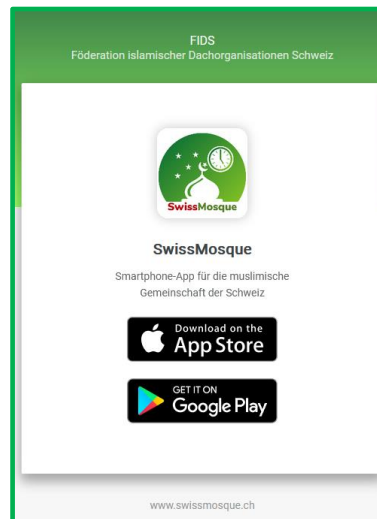 FIDS
Föderation islamischer Dachorganisationen Schweiz
SwissMosque
SwissMosque
Smartphone-App für die muslimische
Gemeinschaft der Schweiz
Download on the
App Store
GET IT ON
Google Play
www.swissmosque.ch